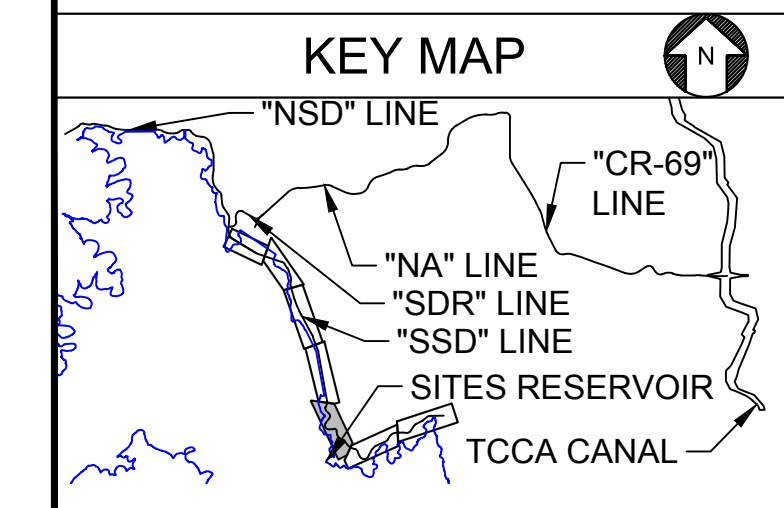 KEY MAP
N
"NSD" LINE
"CR-69"
LINE
"NA" LINE
"SDR" LINE
"SSD" LINE
SITES RESERVOIR
TCCA CANAL